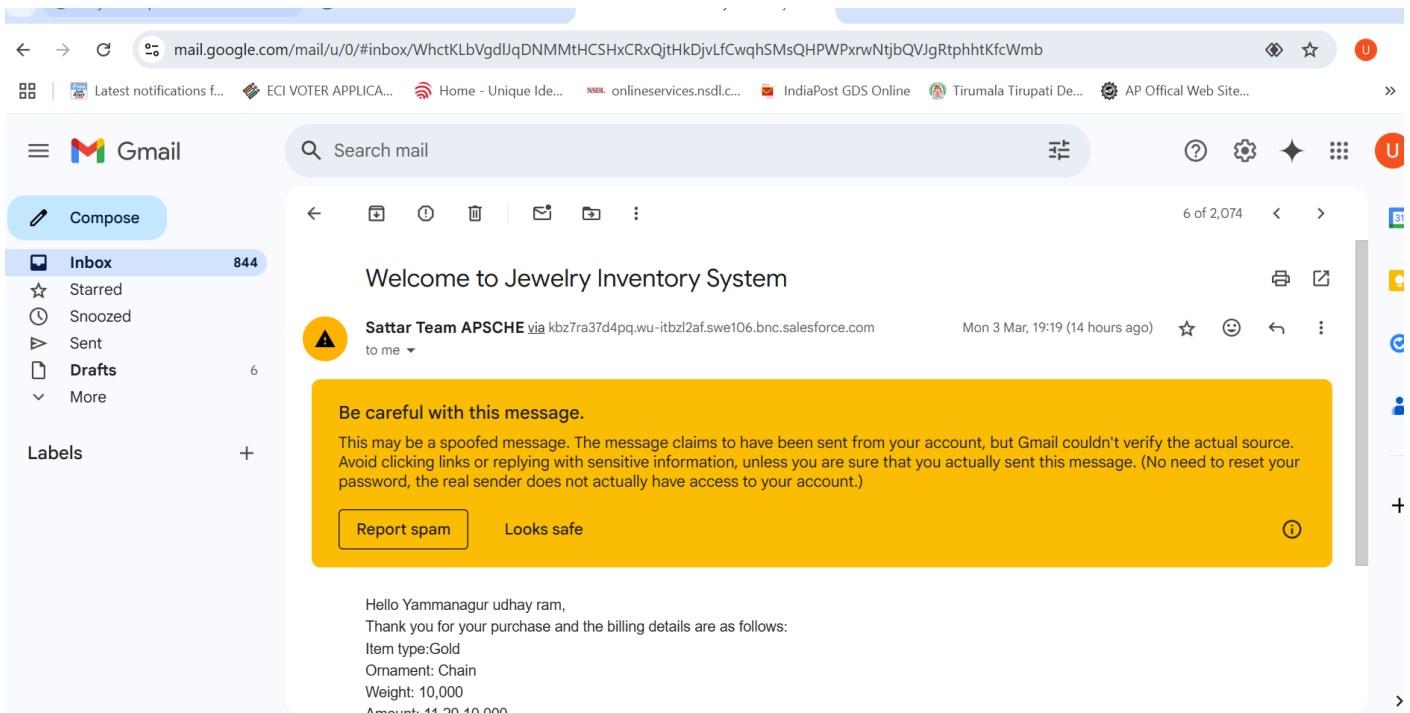 mail.google.com/mail/u/0/#inbox/WhctKLbVgdlJqDNMMtHCSHxCRxQjtHkDjvLfCwqhSMsQHPWPxrwNtjbQVJgRtphhtKfcWmb
U
Latest notifications f...
ECI VOTER APPLICA...
Home - Unique Ide...
NSDL onlineservices.nsdl.c...
IndiaPost GDS Online
Tirumala Tirupati De...
AP Offical Web Site...
Gmail
Search mail
U
Compose
6 of 2,074
31
Inbox 844
Starred
Snoozed
Sent
Drafts 6
More
Labels
Welcome to Jewelry Inventory System
Sattar Team APSCHE via kbz7ra37d4pq.wu-itbzl2af.swe106.bnc.salesforce.com
Mon 3 Mar, 19:19 (14 hours ago)
to me
Be careful with this message.
This may be a spoofed message. The message claims to have been sent from your account, but Gmail couldn't verify the actual source.
Avoid clicking links or replying with sensitive information, unless you are sure that you actually sent this message. (No need to reset your
password, the real sender does not actually have access to your account.)
Report spam
Looks safe
Hello Yammanagur udhay ram,
Thank you for your purchase and the billing details are as follows:
Item type:Gold
Ornament: Chain
Weight: 10,000
Amount: 11,20,10,000